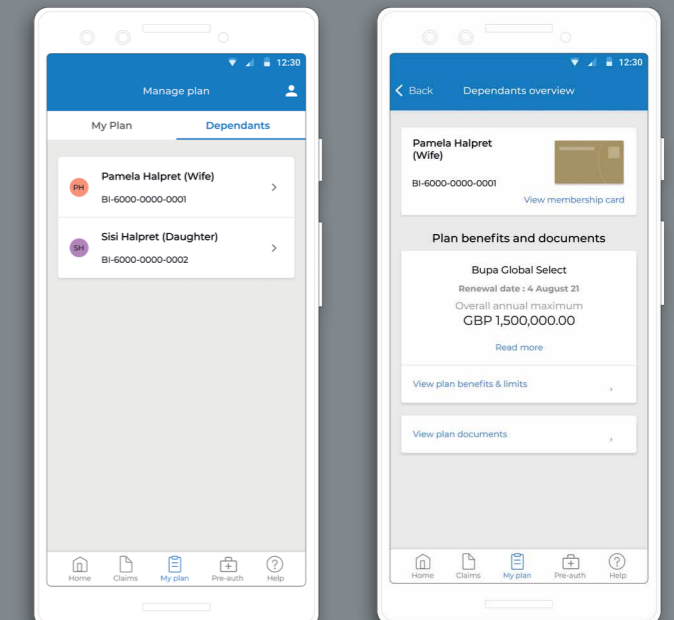 12:30
Manage plan
My Plan
Dependants
PH
Pamela Halpret (Wife)
BI-6000-0000-0001
SH
Sisi Halpret (Daughter)
BI-6000-0000-0002
Home
Claims
My plan
Pre-auth
Help
12:30
Back
Dependants overview
Pamela Halpret
(Wife)
BI-6000-0000-0001
View membership card
Plan benefits and documents
Bupa Global Select
Renewal date : 4 August 21
Overall annual maximum
GBP 1,500,000.00
Read more
View plan benefits & limits
View plan documents
Home
Claims
My plan
Pre-auth
Help